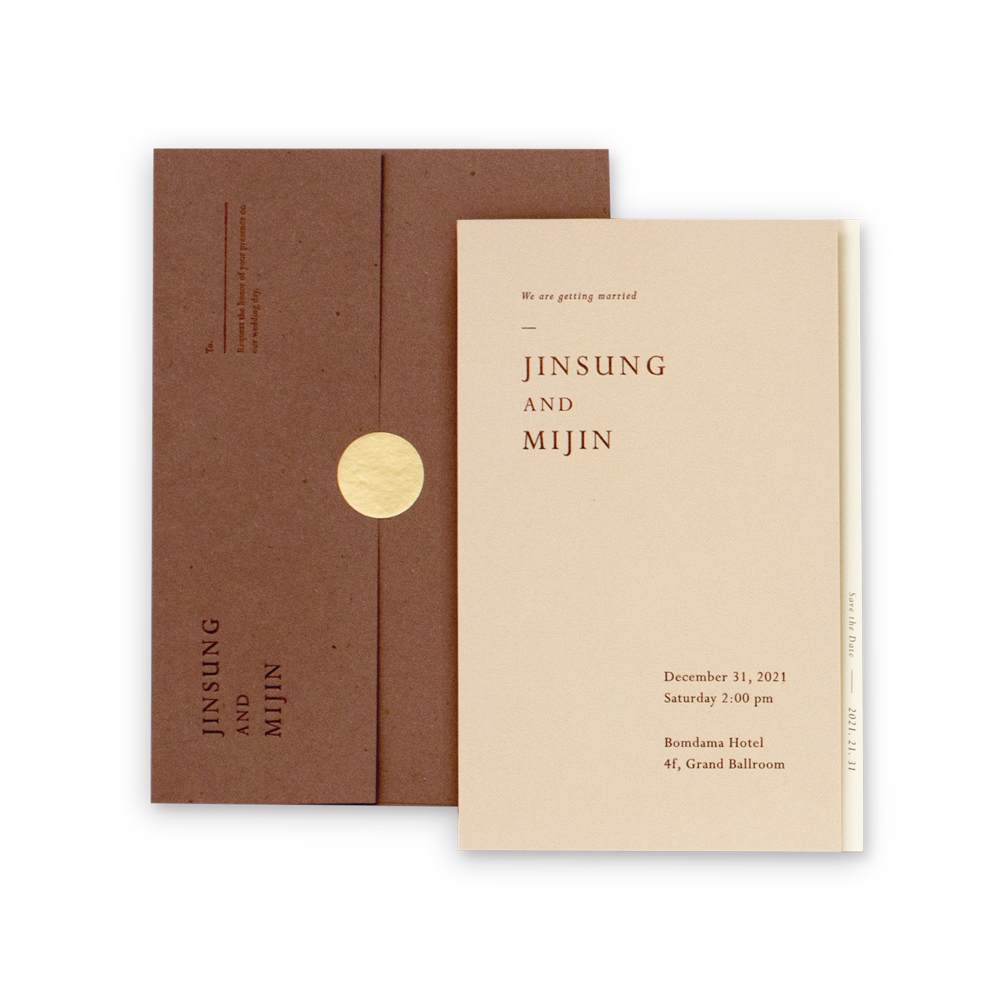 To.
Request the honor of your presence on
our wedding day.
JINSUNG
AND
MIJIN
We are getting married
JINSUNG
AND
MIJIN
December 31, 2021
Saturday 2:00 pm
Bomdama Hotel
4f, Grand Ballroom
Save the Date — 2021. 21. 31